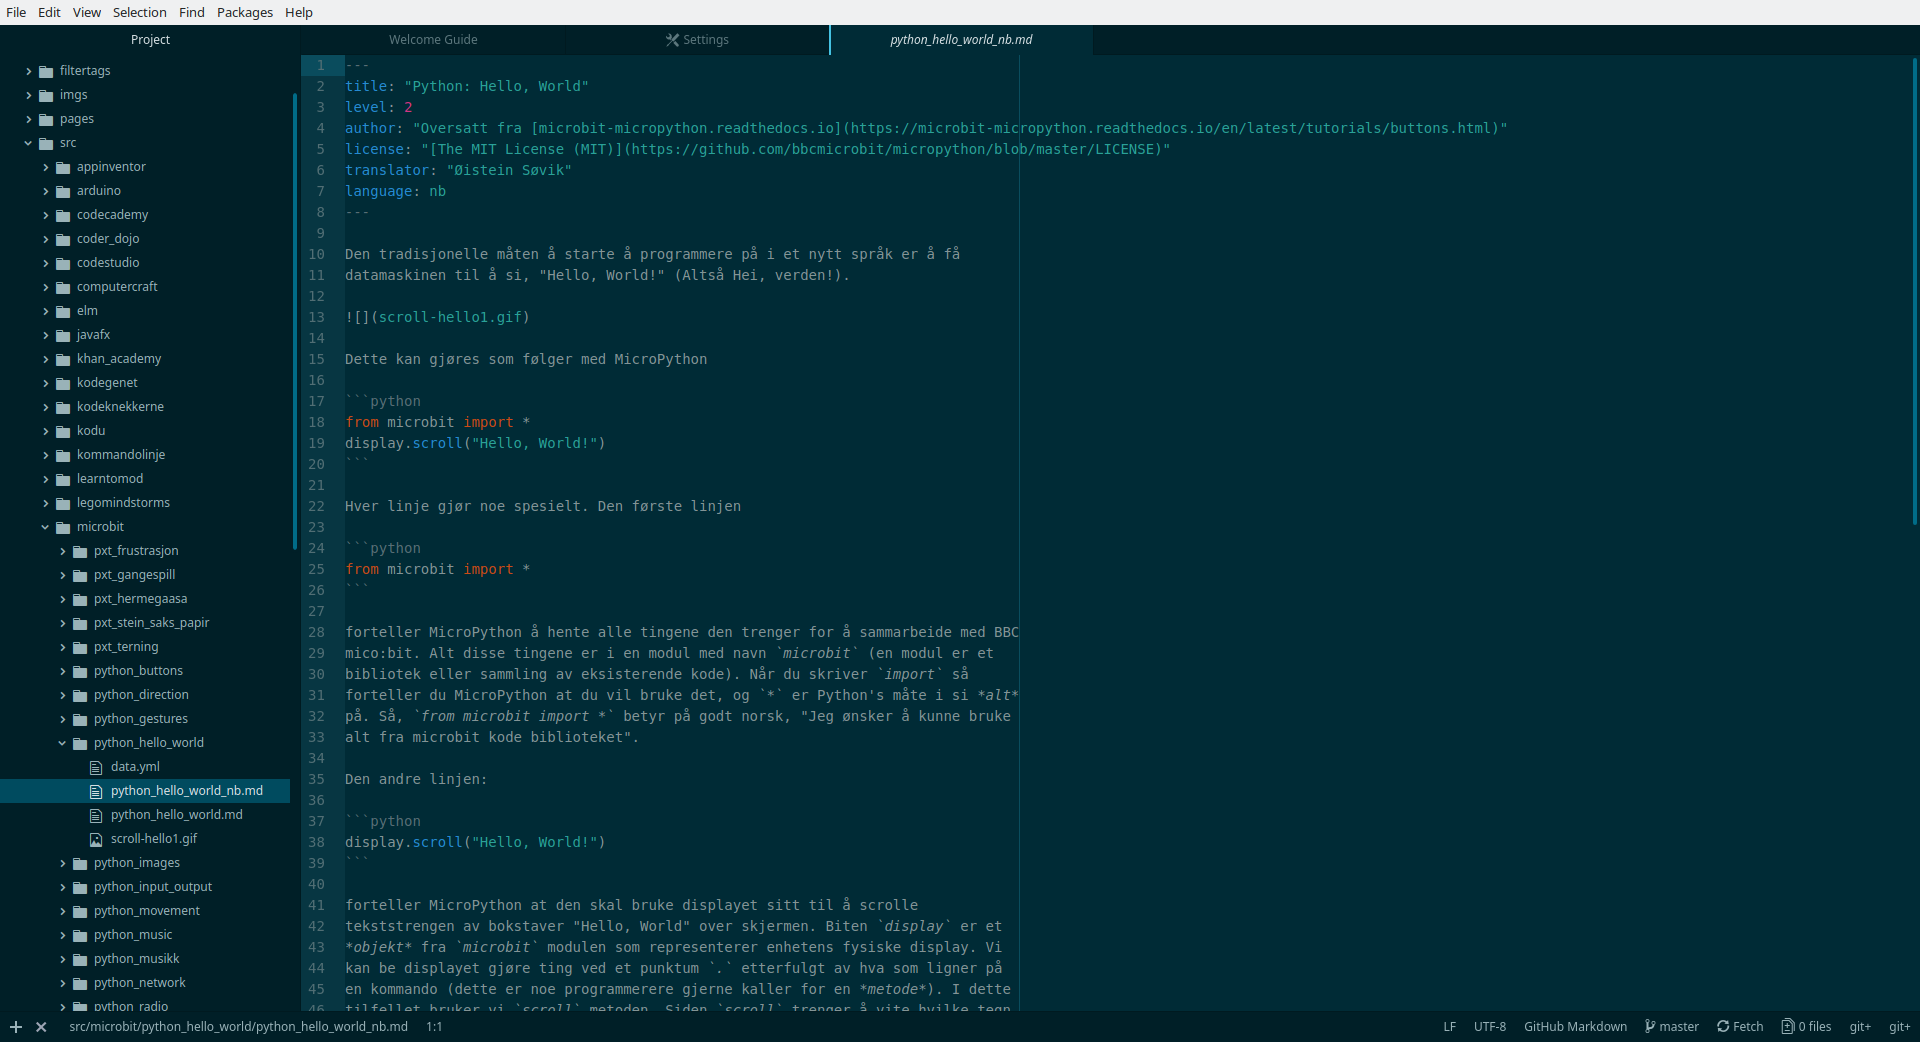 File Edit View Selection Find Packages Help
Project
Welcome Guide
Settings
python_hello_world_nb.md
filtertags
imgs
pages
src
appinventor
arduino
codecademy
coder_dojo
codestudio
computercraft
elm
javafx
khan_academy
kodegenet
kodeknekkerne
kodu
kommandolinje
learntomod
legomindstorms
microbit
pxt_frustrasjon
pxt_gangespill
pxt_hermegaasa
pxt_stein_saks_papir
pxt_terning
python_buttons
python_direction
python_gestures
python_hello_world
data.yml
python_hello_world_nb.md
python_hello_world.md
scroll-hello1.gif
python_images
python_input_output
python_movement
python_music
python_musikk
python_network
python_radio
1 ---
2 title: "Python: Hello, World"
3 level: 2
4 author: "Oversatt fra [microbit-micropython.readthedocs.io](https://microbit-micropython.readthedocs.io/en/latest/tutorials/buttons.html)"
5 license: "[The MIT License (MIT)](https://github.com/bbcmicrobit/micropython/blob/master/LICENSE)"
6 translator: "Øistein Søvik"
7 language: nb
8 ---
9
10 Den tradisjonelle måten å starte å programmere på i et nytt språk er å få
11 datamaskinen til å si, "Hello, World!" (Altså Hei, verden!).
12
13 ![](scroll-hello1.gif)
14
15 Dette kan gjøres som følger med MicroPython
16
17 ```python
18 from microbit import *
19 display.scroll("Hello, World!")
20 ```
21
22 Hver linje gjør noe spesielt. Den første linjen
23
24 ```python
25 from microbit import *
26 ```
27
28 forteller MicroPython å hente alle tingene den trenger for å sammarbeide med BBC
29 mico:bit. Alt disse tingene er i en modul med navn `microbit` (en modul er et
30 bibliotek eller samling av eksisterende kode). Når du skriver `import` så
31 forteller du MicroPython at du vil bruke det, og `*` er Python's måte i si *alt*
32 på. Så, `from microbit import *` betyr på godt norsk, "Jeg ønsker å kunne bruke
33 alt fra microbit kode biblioteket".
34
35 Den andre linjen:
36
37 ```python
38 display.scroll("Hello, World!")
39 ```
40
41 forteller MicroPython at den skal bruke displayet sitt til å scrolle
42 tekststrengen av bokstaver "Hello, World" over skjermen. Biten `display` er et
43 *objekt* fra `microbit` modulen som representerer enhetens fysiske display. Vi
44 kan be displayet gjøre ting ved et punktum `.` etterfulgt av hva som ligner på
45 en kommando (dette er noe programmerere gjerne kaller for en *metode*). I dette
46 tilfellet bruker vi `scroll` metoden. Siden `scroll` trenger å vite hvilke tegn
src/microbit/python_hello_world/python_hello_world_nb.md 1:1
LF UTF-8 GitHub Markdown master Fetch 0 files git+ git+